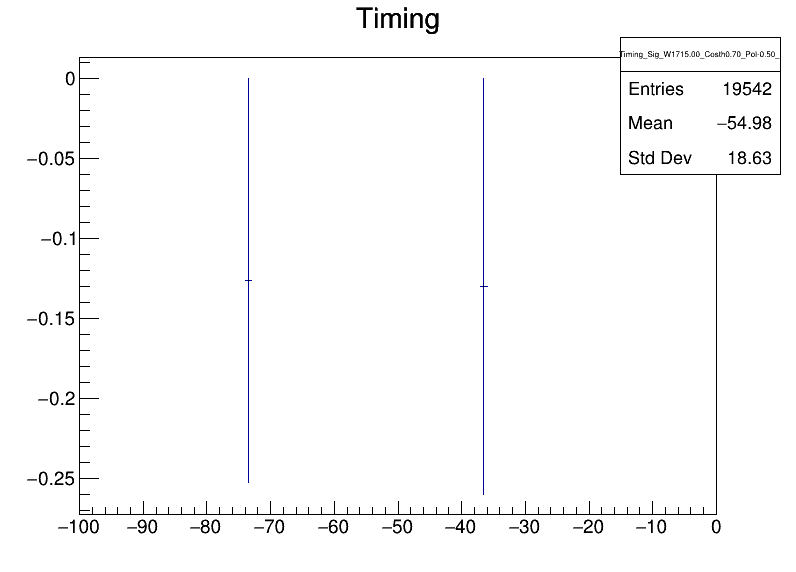 Timing
Timing_Sig_W1715.00_Costh0.70_Pol-0.50_
Entries 19542
Mean −54.98
Std Dev 18.63
0
−0.05
−0.1
−0.15
−0.2
−0.25
−100 −90 −80 −70 −60 −50 −40 −30 −20 −10 0